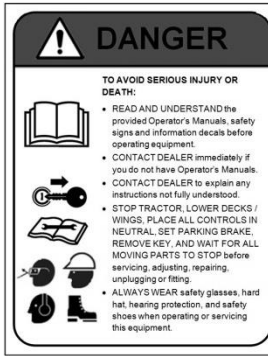 DANGER
TO AVOID SERIOUS INJURY OR
DEATH:
• READ AND UNDERSTAND the
provided Operator's Manuals, safety
signs and information decals before
operating equipment.
• CONTACT DEALER immediately if
you do not have Operator's Manuals.
• CONTACT DEALER to explain any
instructions not fully understood.
• STOP TRACTOR, LOWER DECKS /
WINGS, PLACE ALL CONTROLS IN
NEUTRAL, SET PARKING BRAKE,
REMOVE KEY, AND WAIT FOR ALL
MOVING PARTS TO STOP before
servicing, adjusting, repairing,
unplugging or fitting.
• ALWAYS WEAR safety glasses, hard
hat, hearing protection, and safety
shoes when operating or servicing
this equipment.